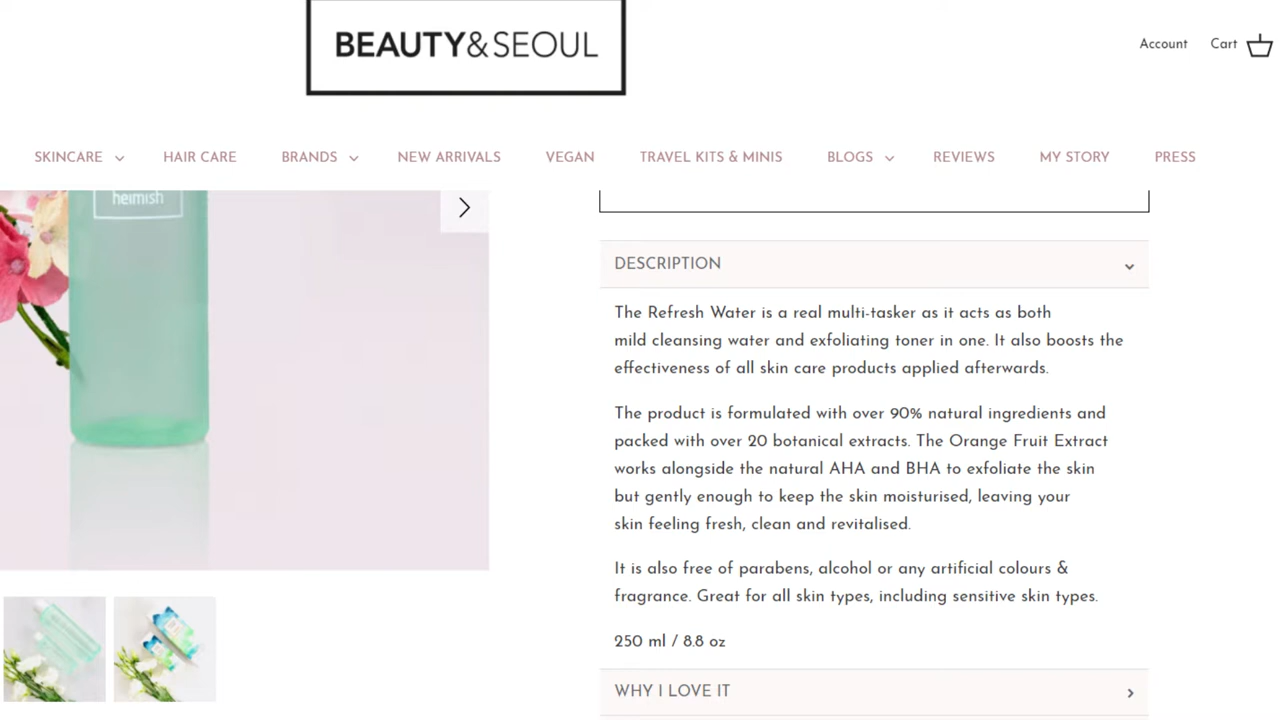 BEAUTY&SEOUL
Account Cart
SKINCARE HAIR CARE BRANDS NEW ARRIVALS VEGAN TRAVEL KITS & MINIS BLOGS REVIEWS MY STORY PRESS
heimish
DESCRIPTION
The Refresh Water is a real multi-tasker as it acts as both
mild cleansing water and exfoliating toner in one. It also boosts the
effectiveness of all skin care products applied afterwards.
The product is formulated with over 90% natural ingredients and
packed with over 20 botanical extracts. The Orange Fruit Extract
works alongside the natural AHA and BHA to exfoliate the skin
but gently enough to keep the skin moisturised, leaving your
skin feeling fresh, clean and revitalised.
It is also free of parabens, alcohol or any artificial colours &
fragrance. Great for all skin types, including sensitive skin types.
250 ml / 8.8 oz
WHY I LOVE IT